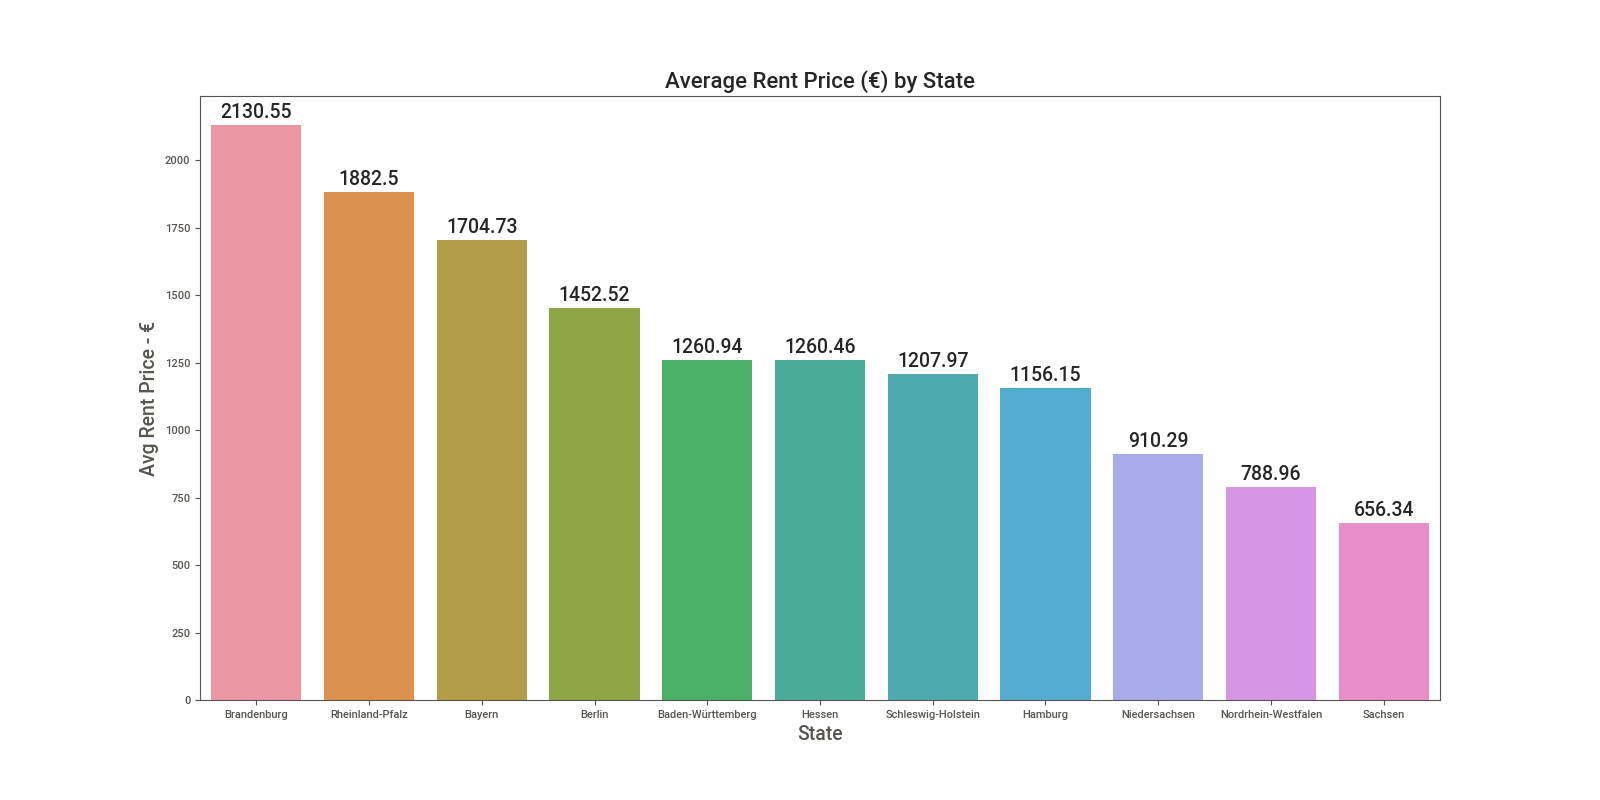 Average Rent Price (€) by State
2130.55
1882.5
1704.73
1452.52
1260.94
1260.46
1207.97
1156.15
910.29
788.96
656.34
Avg Rent Price - €
2000
1750
1500
1250
1000
750
500
250
0
Brandenburg
Rheinland-Pfalz
Bayern
Berlin
Baden-Württemberg
Hessen
Schleswig-Holstein
Hamburg
Niedersachsen
Nordrhein-Westfalen
Sachsen
State